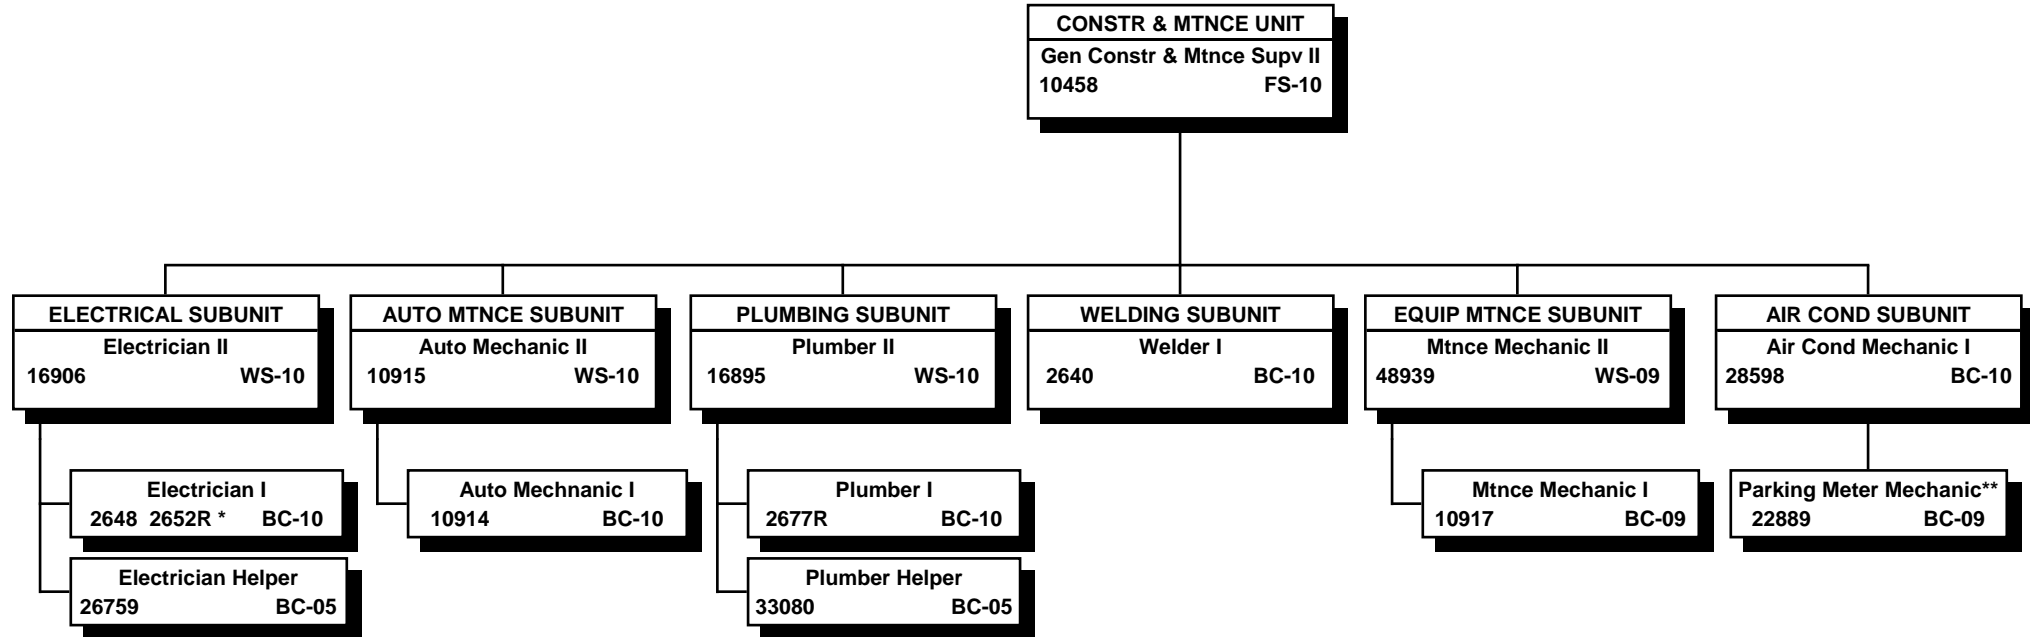 CONSTR & MTNCE UNIT
Gen Constr & Mtnce Supv II
10458 FS-10
ELECTRICAL SUBUNIT
Electrician II
16906 WS-10
AUTO MTNCE SUBUNIT
Auto Mechanic II
10915 WS-10
PLUMBING SUBUNIT
Plumber II
16895 WS-10
WELDING SUBUNIT
Welder I
2640 BC-10
EQUIP MTNCE SUBUNIT
Mtnce Mechanic II
48939 WS-09
AIR COND SUBUNIT
Air Cond Mechanic I
28598 BC-10
Electrician I
2648 2652R * BC-10
Electrician Helper
26759 BC-05
Auto Mechnanic I
10914 BC-10
Plumber I
2677R BC-10
Plumber Helper
33080 BC-05
Mtnce Mechanic I
10917 BC-09
Parking Meter Mechanic**
22889 BC-09